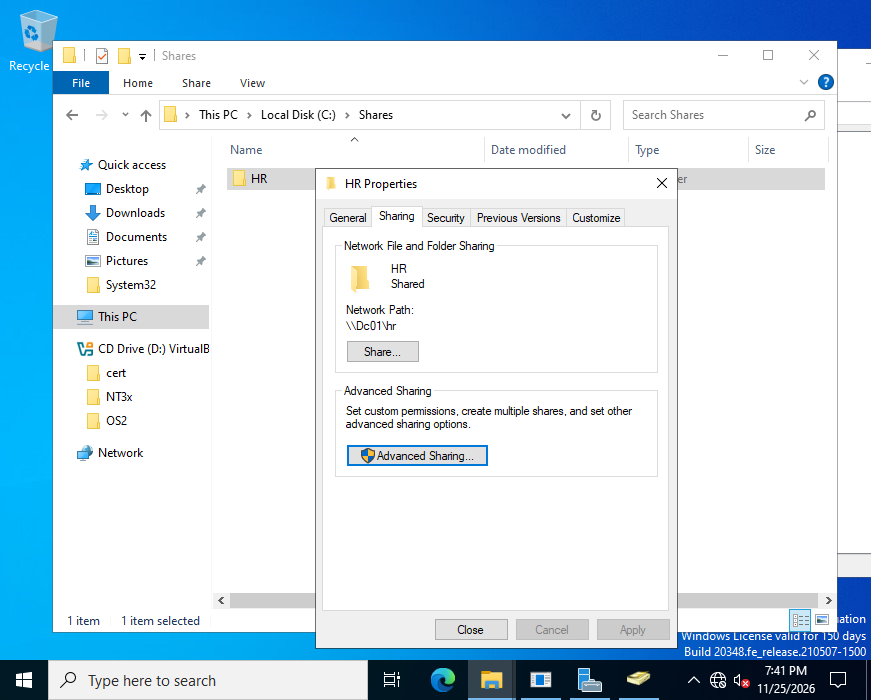 Recycle
Shares
File Home Share View
This PC Local Disk (C:) Shares
Search Shares
Name Date modified Type Size
Quick access
Desktop
Downloads
Documents
Pictures
System32
This PC
CD Drive (D:) VirtualB
cert
NT3x
OS2
Network
HR
HR Properties
General Sharing Security Previous Versions Customize
Network File and Folder Sharing
HR
Shared
Network Path:
\\Dc01\hr
Share...
Advanced Sharing
Set custom permissions, create multiple shares, and set other
advanced sharing options.
Advanced Sharing...
Close Cancel Apply
1 item 1 item selected
Windows License valid for 150 days
Build 20348.fe_release.210507-1500
Type here to search
7:41 PM
11/25/2026